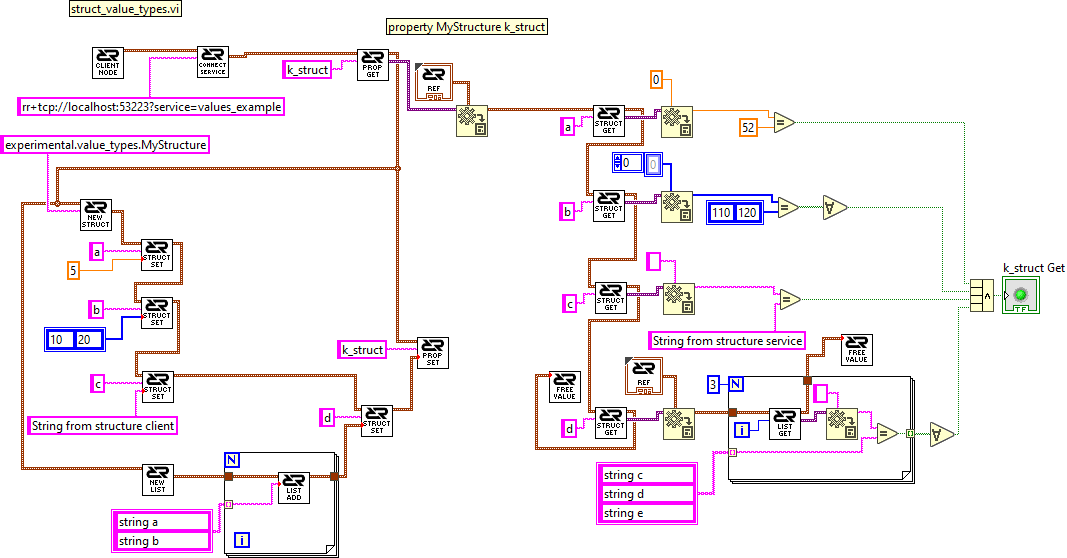 struct_value_types.vi
property MyStructure k_struct
CLIENT
NODE
CONNECT
SERVICE
k_struct
PROP
GET
REF
rr+tcp://localhost:53223?service=values_example
experimental.value_types.MyStructure
0
a
STRUCT
GET
52
=
0
0
b
STRUCT
GET
110 120
=
NEW
STRUCT
a
STRUCT
SET
5
b
STRUCT
SET
10 20
c
STRUCT
SET
String from structure client
c
STRUCT
GET
=
String from structure service
k_struct Get
TF
k_struct
PROP
SET
d
STRUCT
SET
FREE
VALUE
REF
FREE
VALUE
3
N
d
STRUCT
GET
i
LIST
GET
=
string c
string d
string e
NEW
LIST
N
LIST
ADD
string a
string b
i